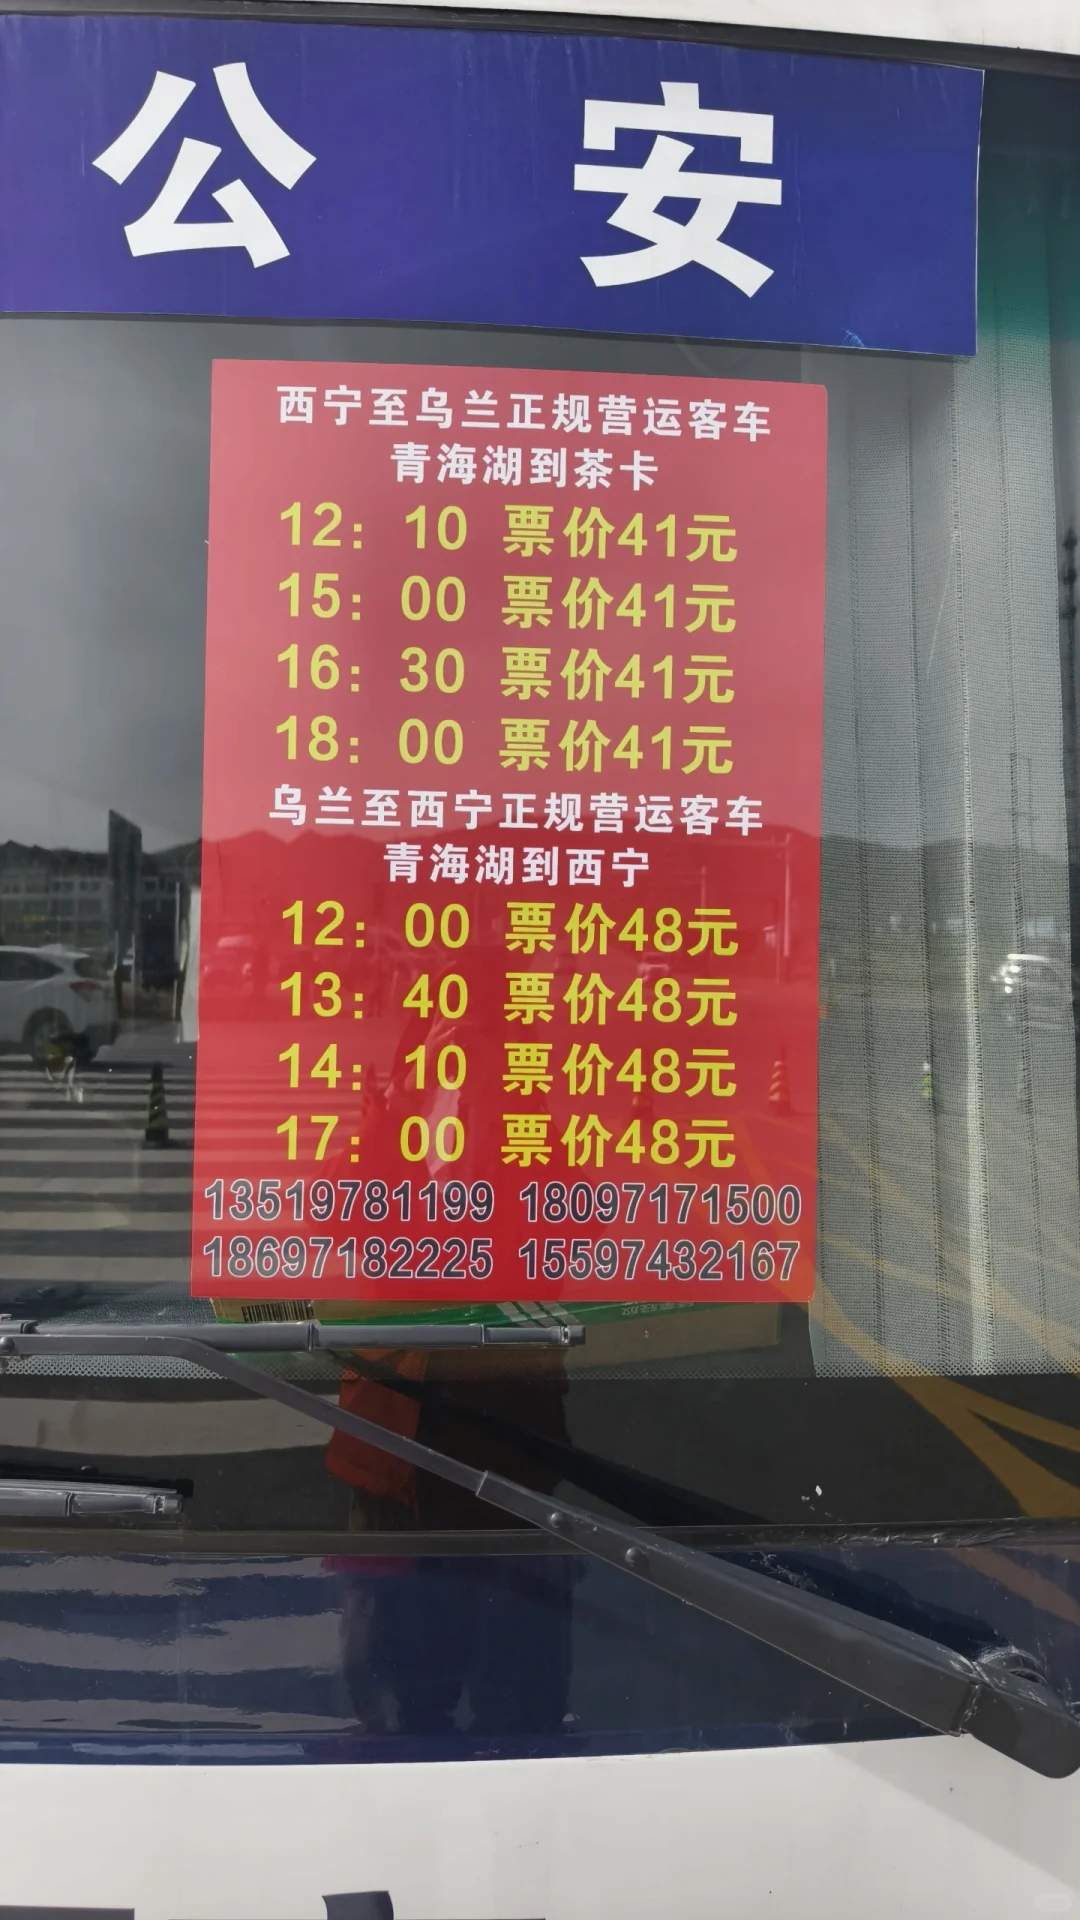 公 安
西宁至乌兰正规营运客车
青海湖到茶卡
12：10 票价41元
15：00 票价41元
16：30 票价41元
18：00 票价41元
乌兰至西宁正规营运客车
青海湖到西宁
12：00 票价48元
13：40 票价48元
14：10 票价48元
17：00 票价48元
13519781199 18097171500
18697182225 15597432167